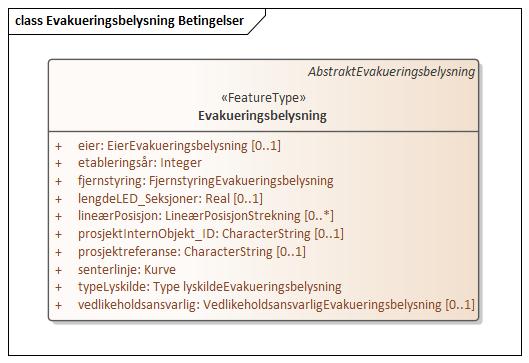 class Evakueringsbelysning Betingelser
AbstraktEvakueringsbelysning
«FeatureType»
Evakueringsbelysning
+ eier: EierEvakueringsbelysning [0..1]
+ etableringsår: Integer
+ fjernstyring: FjernstyringEvakueringsbelysning
+ lengdeLED_Seksjoner: Real [0..1]
+ lineærPosisjon: LineærPosisjonStrekning [0..*]
+ prosjektInternObjekt_ID: CharacterString [0..1]
+ prosjektreferanse: CharacterString [0..1]
+ senterlinje: Kurve
+ typeLyskilde: Type lyskildeEvakueringsbelysning
+ vedlikeholdsansvarlig: VedlikeholdsansvarligEvakueringsbelysning [0..1]